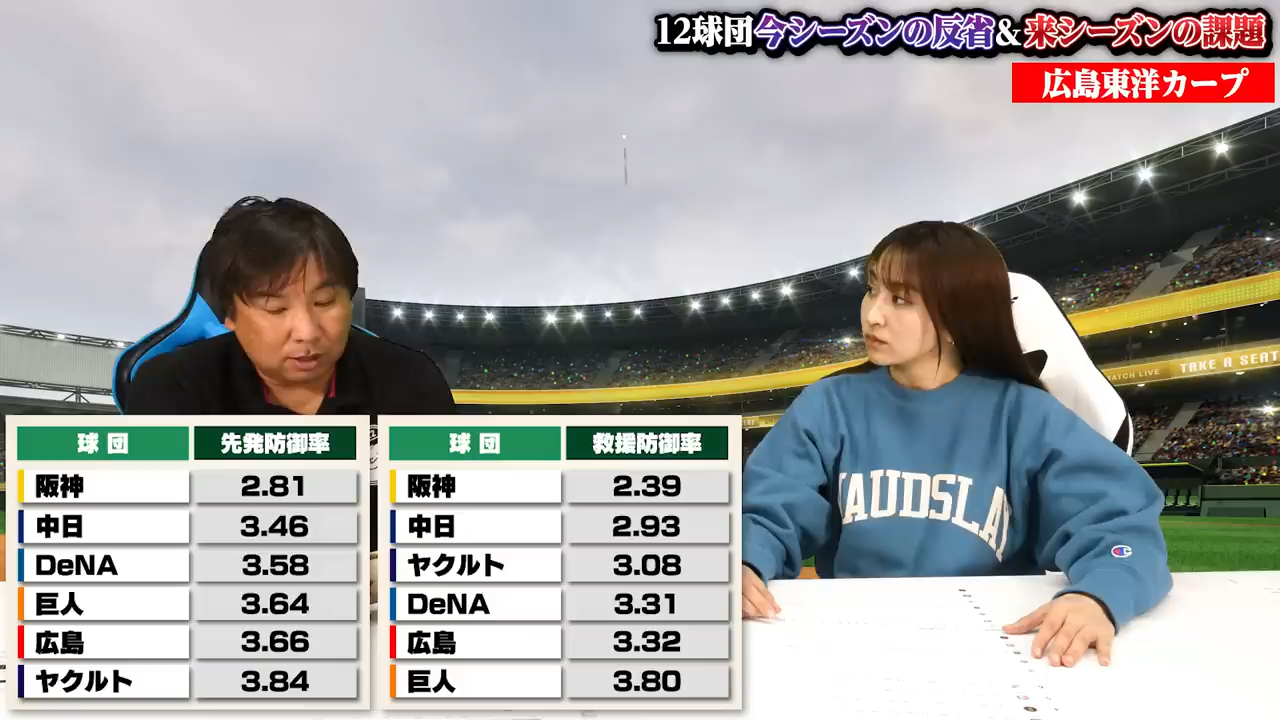 12球団今シーズンの反省&来シーズンの課題
広島東洋カープ
MATCH LIVE
TAKE A SEAT
球団 先発防御率
阪神 2.81
中日 3.46
DeNA 3.58
巨人 3.64
広島 3.66
ヤクルト 3.84
球団 救援防御率
阪神 2.39
中日 2.93
ヤクルト 3.08
DeNA 3.31
広島 3.32
巨人 3.80
AUDSLA